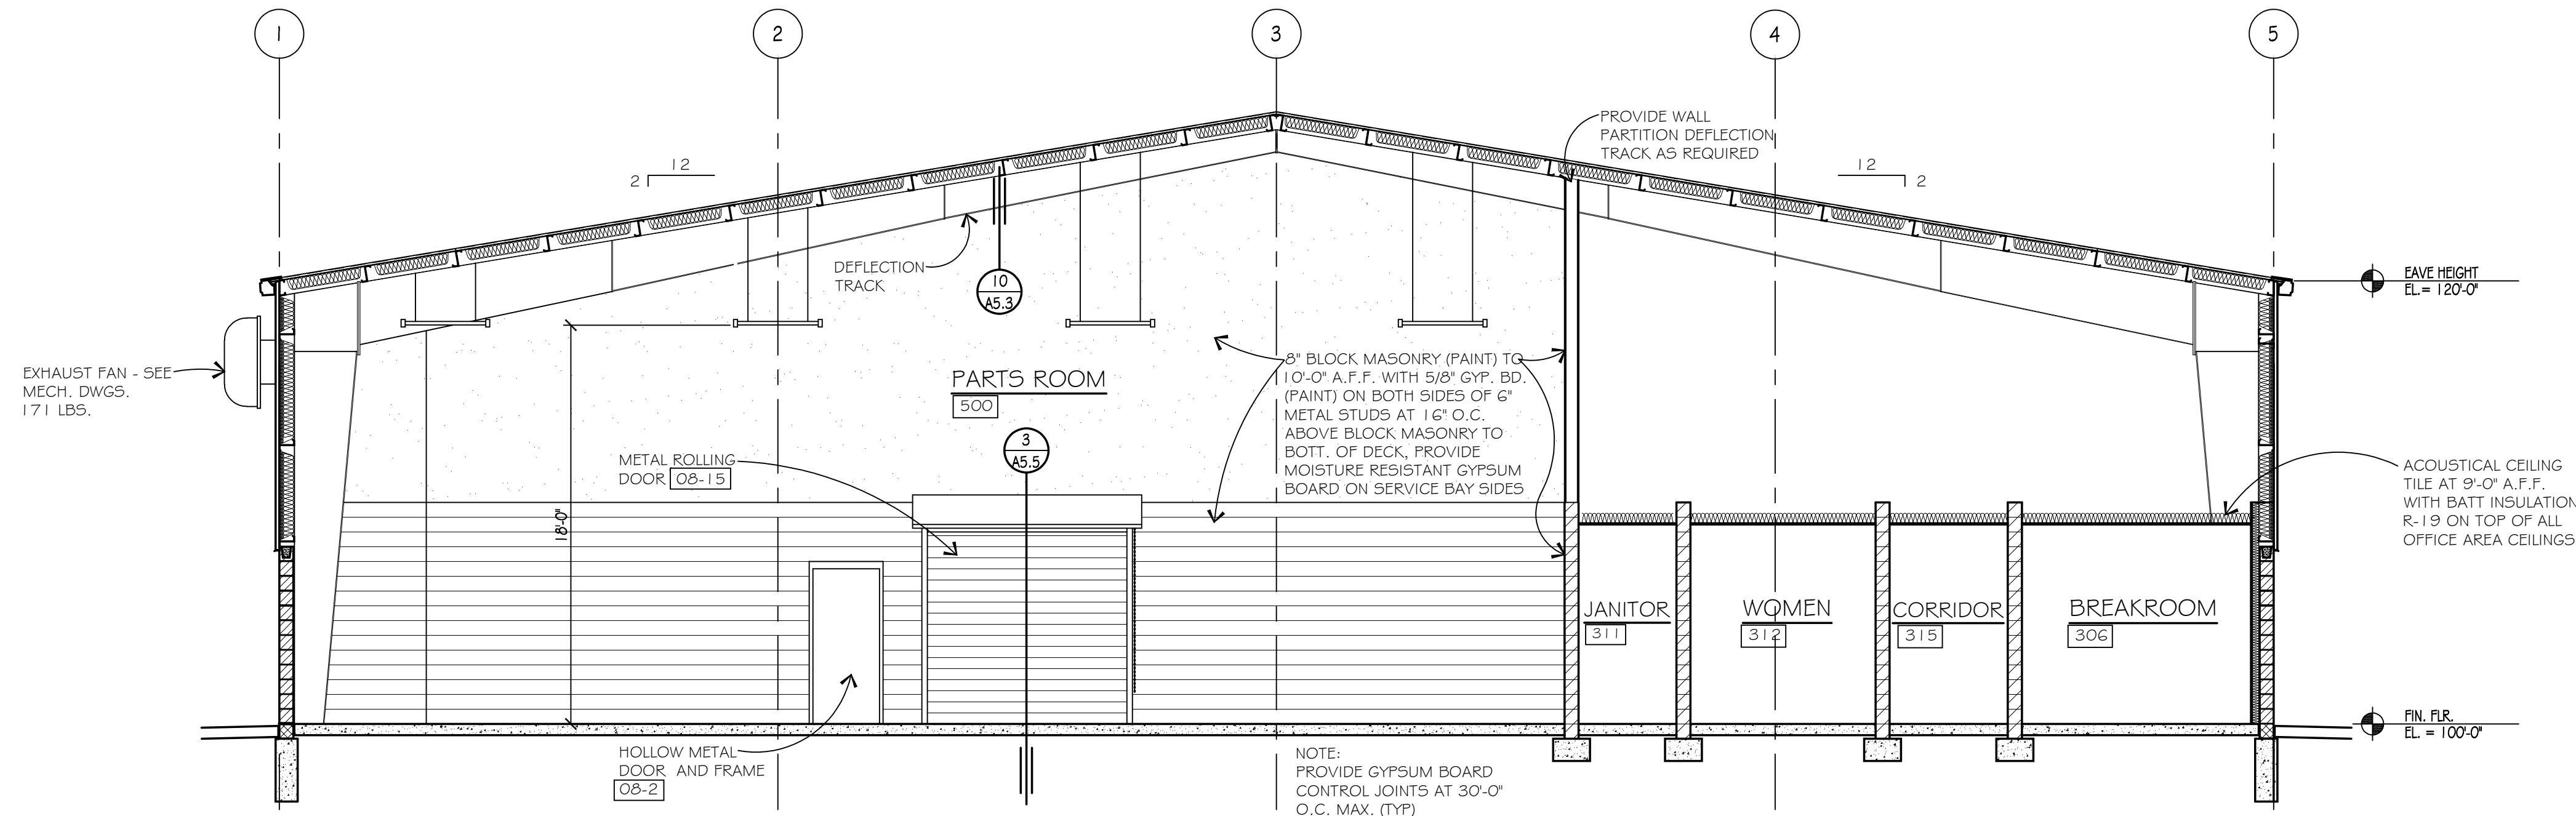 1
2
3
4
5
PROVIDE WALL
PARTITION DEFLECTION
TRACK AS REQUIRED
12
2
12
2
DEFLECTION
TRACK
10
A5.3
EAVE HEIGHT
EL.= 120'-0"
EXHAUST FAN - SEE
MECH. DWGS.
171 LBS.
PARTS ROOM
500
8" BLOCK MASONRY (PAINT) TO
10'-0" A.F.F. WITH 5/8" GYP. BD.
(PAINT) ON BOTH SIDES OF 6"
METAL STUDS AT 16" O.C.
ABOVE BLOCK MASONRY TO
BOTT. OF DECK, PROVIDE
MOISTURE RESISTANT GYPSUM
BOARD ON SERVICE BAY SIDES
3
A5.5
METAL ROLLING
DOOR 08-15
18'-0"
ACOUSTICAL CEILING
TILE AT 9'-0" A.F.F.
WITH BATT INSULATION
R-19 ON TOP OF ALL
OFFICE AREA CEILINGS
JANITOR
311
WOMEN
312
CORRIDOR
315
BREAKROOM
306
FIN. FLR.
EL. = 100'-0"
HOLLOW METAL
DOOR AND FRAME
08-2
NOTE:
PROVIDE GYPSUM BOARD
CONTROL JOINTS AT 30'-0"
O.C. MAX. (TYP)